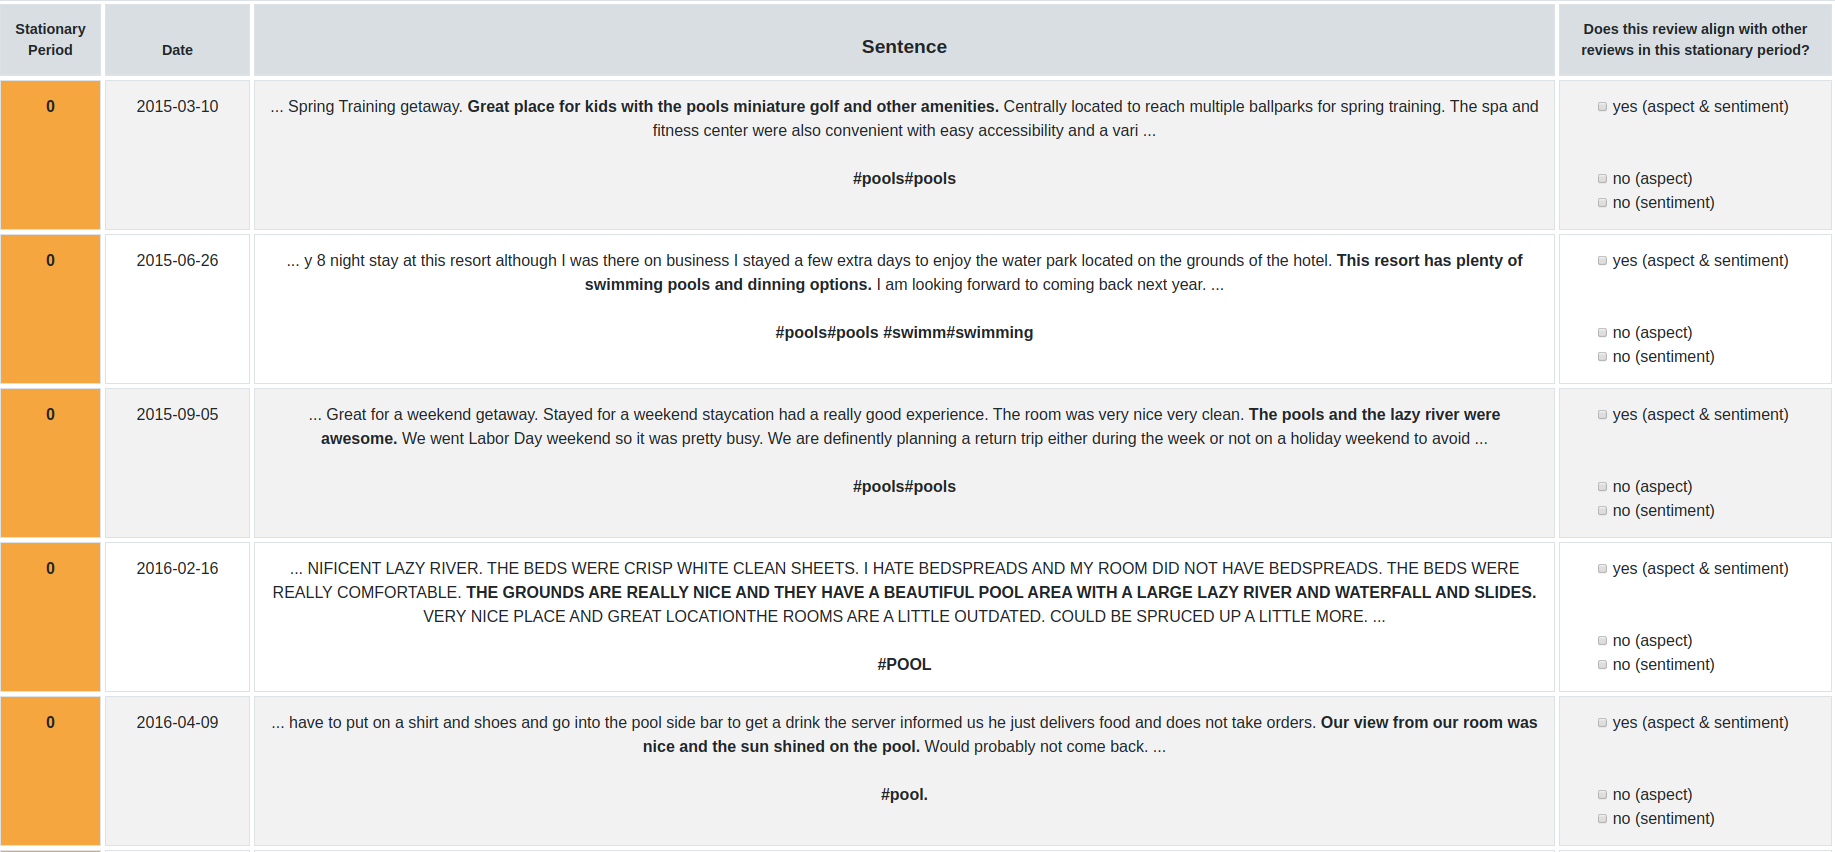 Stationary
Period
Date
Sentence
Does this review align with other
reviews in this stationary period?
0
2015-03-10
... Spring Training getaway. Great place for kids with the pools miniature golf and other amenities. Centrally located to reach multiple ballparks for spring training. The spa and
fitness center were also convenient with easy accessibility and a vari ...
#pools#pools
yes (aspect & sentiment)
no (aspect)
no (sentiment)
0
2015-06-26
... y 8 night stay at this resort although I was there on business I stayed a few extra days to enjoy the water park located on the grounds of the hotel. This resort has plenty of
swimming pools and dinning options. I am looking forward to coming back next year. ...
#pools#pools #swimm#swimming
yes (aspect & sentiment)
no (aspect)
no (sentiment)
0
2015-09-05
... Great for a weekend getaway. Stayed for a weekend staycation had a really good experience. The room was very nice very clean. The pools and the lazy river were
awesome. We went Labor Day weekend so it was pretty busy. We are definently planning a return trip either during the week or not on a holiday weekend to avoid ...
#pools#pools
yes (aspect & sentiment)
no (aspect)
no (sentiment)
0
2016-02-16
... NIFICENT LAZY RIVER. THE BEDS WERE CRISP WHITE CLEAN SHEETS. I HATE BEDSPREADS AND MY ROOM DID NOT HAVE BEDSPREADS. THE BEDS WERE
REALLY COMFORTABLE. THE GROUNDS ARE REALLY NICE AND THEY HAVE A BEAUTIFUL POOL AREA WITH A LARGE LAZY RIVER AND WATERFALL AND SLIDES.
VERY NICE PLACE AND GREAT LOCATIONTHE ROOMS ARE A LITTLE OUTDATED. COULD BE SPRUCED UP A LITTLE MORE. ...
#POOL
yes (aspect & sentiment)
no (aspect)
no (sentiment)
0
2016-04-09
... have to put on a shirt and shoes and go into the pool side bar to get a drink the server informed us he just delivers food and does not take orders. Our view from our room was
nice and the sun shined on the pool. Would probably not come back. ...
#pool.
yes (aspect & sentiment)
no (aspect)
no (sentiment)